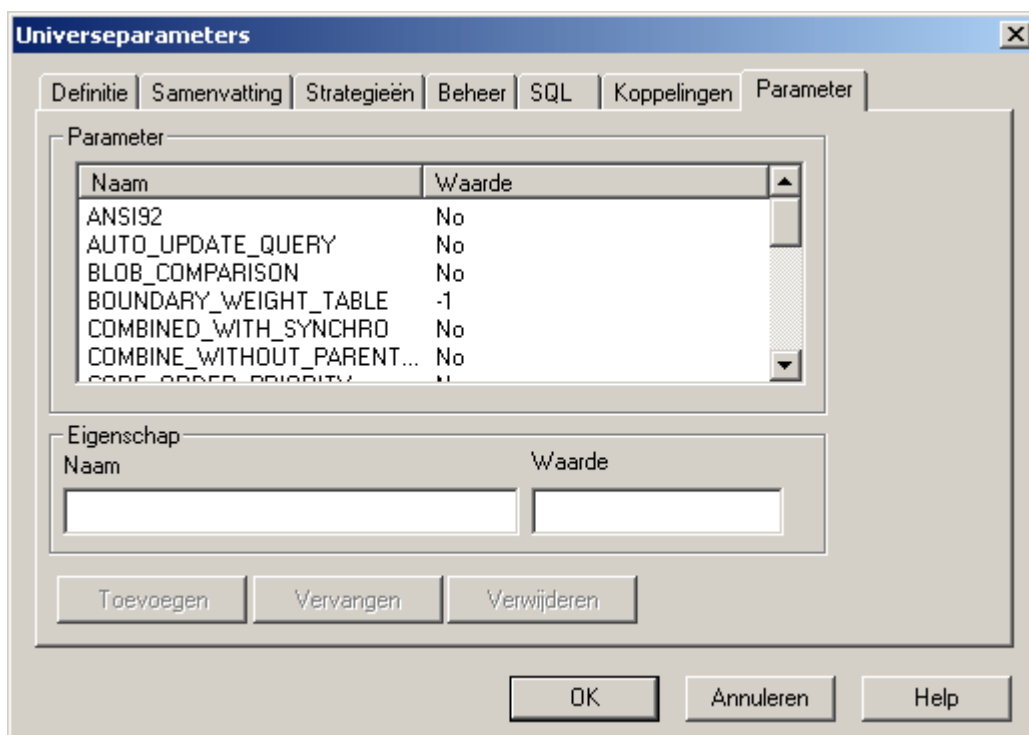 Universeparameters
Definitie Samenvatting Strategieën Beheer SQL Koppelingen Parameter
Parameter
Naam Waarde
ANSI92 No
AUTO_UPDATE_QUERY No
BLOB_COMPARISON No
BOUNDARY_WEIGHT_TABLE -1
COMBINED_WITH_SYNCHRO No
COMBINE_WITHOUT_PARENT... No
Eigenschap
Naam Waarde
Toevoegen Vervangen Verwijderen
OK Annuleren Help